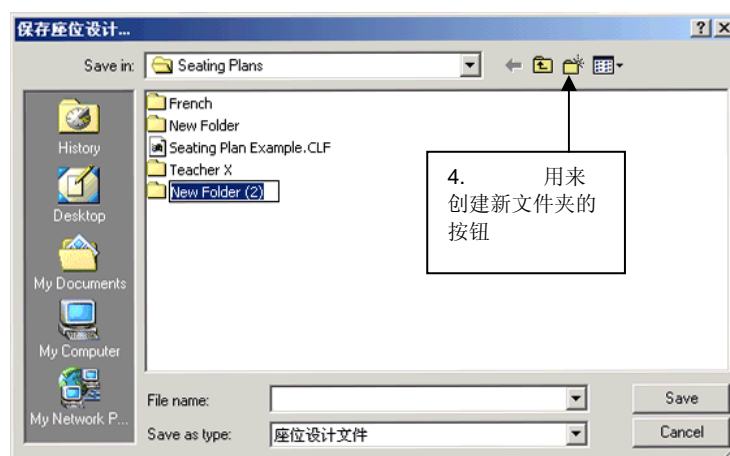 保存座位设计...
Save in:
Seating Plans
French
New Folder
Seating Plan Example.CLF
Teacher X
New Folder (2)
History
Desktop
My Documents
My Computer
My Network P...
4. 用来
创建新文件夹的
按钮
File name:
Save
Save as type:
座位设计文件
Cancel